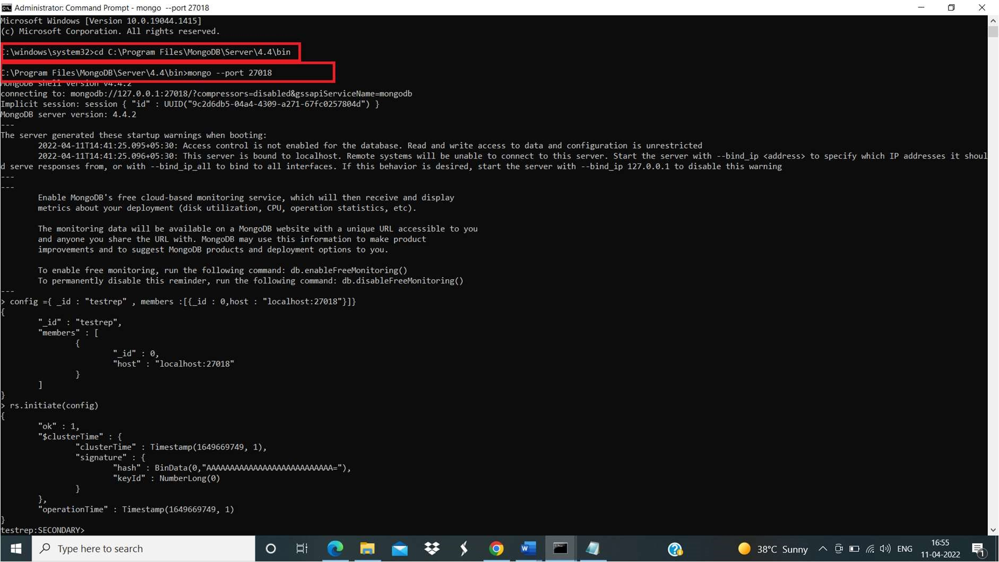 Administrator: Command Prompt - mongo --port 27018
Microsoft Windows [Version 10.0.19044.1415]
(c) Microsoft Corporation. All rights reserved.
C:\windows\system32>cd C:\Program Files\MongoDB\Server\4.4\bin
C:\Program Files\MongoDB\Server\4.4\bin>mongo --port 27018
MongoDB shell version v4.4.2
connecting to: mongodb://127.0.0.1:27018/?compressors=disabled&gssapiServiceName=mongodb
Implicit session: session { "id" : UUID("9c2d6db5-04a4-4309-a271-67fc0257804d") }
MongoDB server version: 4.4.2
---
The server generated these startup warnings when booting:
2022-04-11T14:41:25.095+05:30: Access control is not enabled for the database. Read and write access to data and configuration is unrestricted
2022-04-11T14:41:25.096+05:30: This server is bound to localhost. Remote systems will be unable to connect to this server. Start the server with --bind_ip <address> to specify which IP addresses it shoul
d serve responses from, or with --bind_ip_all to bind to all interfaces. If this behavior is desired, start the server with --bind_ip 127.0.0.1 to disable this warning
---
---
Enable MongoDB's free cloud-based monitoring service, which will then receive and display
metrics about your deployment (disk utilization, CPU, operation statistics, etc).
The monitoring data will be available on a MongoDB website with a unique URL accessible to you
and anyone you share the URL with. MongoDB may use this information to make product
improvements and to suggest MongoDB products and deployment options to you.
To enable free monitoring, run the following command: db.enableFreeMonitoring()
To permanently disable this reminder, run the following command: db.disableFreeMonitoring()
---
> config ={ _id : "testrep" , members :[{_id : 0,host : "localhost:27018"}]}
{
"_id" : "testrep",
"members" : [
{
"_id" : 0,
"host" : "localhost:27018"
}
]
}
> rs.initiate(config)
{
"ok" : 1,
"$clusterTime" : {
"clusterTime" : Timestamp(1649669749, 1),
"signature" : {
"hash" : BinData(0,"AAAAAAAAAAAAAAAAAAAAAAAAAAA="),
"keyId" : NumberLong(0)
}
},
"operationTime" : Timestamp(1649669749, 1)
}
testrep:SECONDARY>
Type here to search
38°C Sunny
ENG
16:55
11-04-2022
1